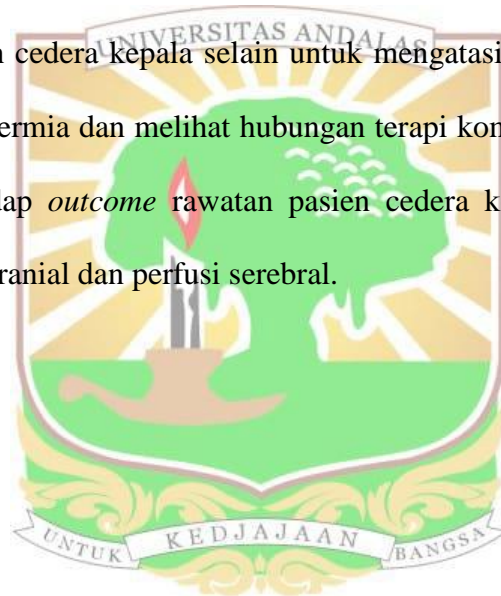 UNIVERSITAS ANDALAS
cedera kepala selain untuk mengatasi
ermia dan melihat hubungan terapi kom
dap outcome rawatan pasien cedera k
ranial dan perfusi serebral.
UNTUK KEDJAJAAN BANGSA